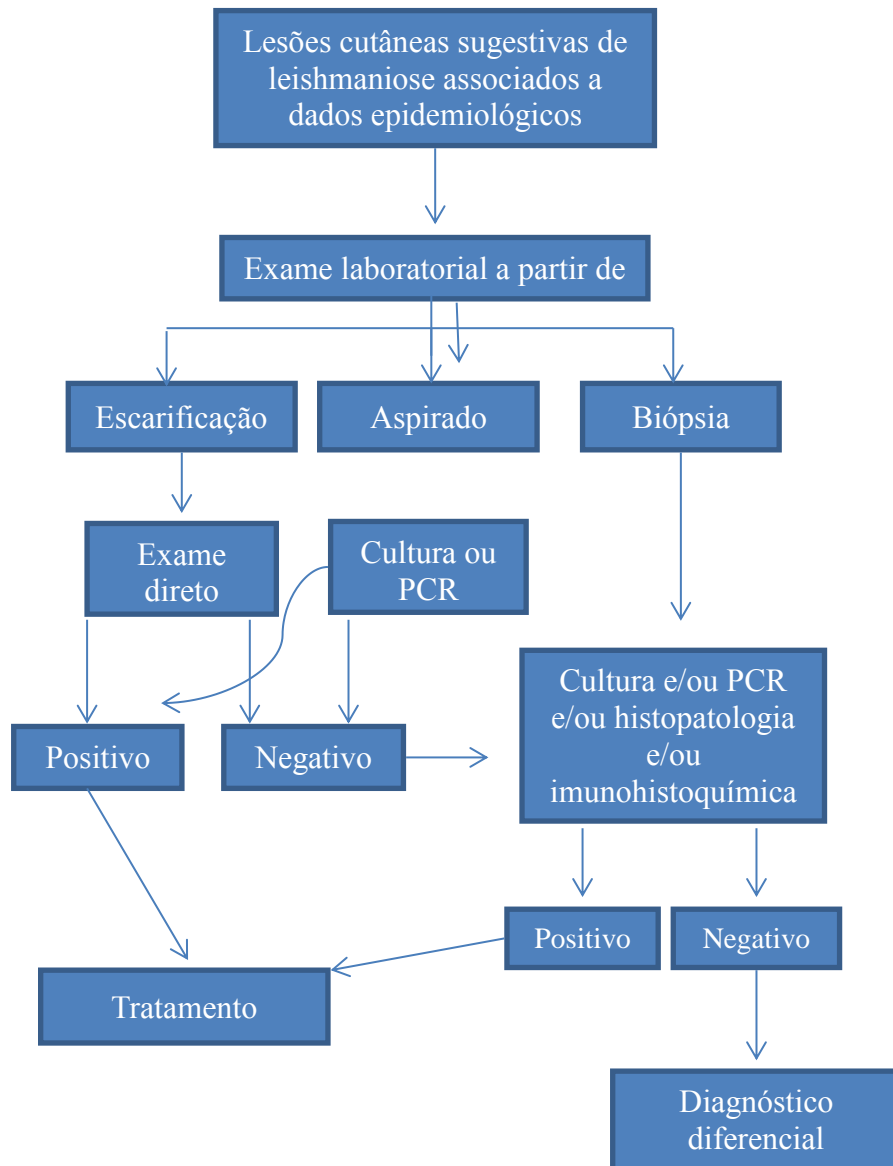 Lesões cutâneas sugestivas de
leishmaniose associados a
dados epidemiológicos
Exame laboratorial a partir de
Escarificação
Aspirado
Biópsia
Exame
direto
Cultura ou
PCR
Cultura e/ou PCR
e/ou histopatologia
e/ou
imunohistoquímica
Positivo
Negativo
Positivo
Negativo
Tratamento
Diagnóstico
diferencial